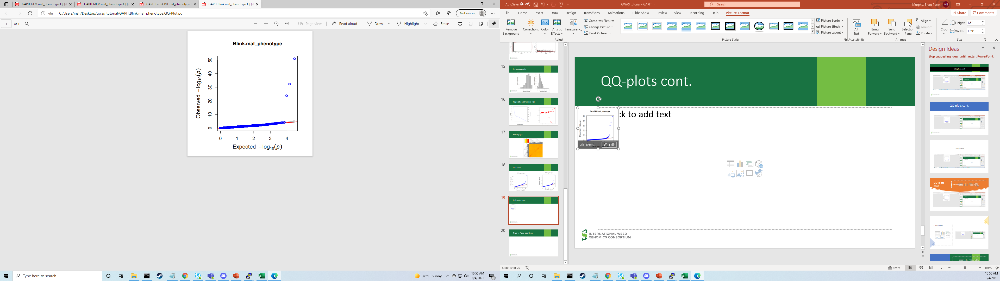 GAPIT.GLM.maf_phenotype.QQ-
GAPIT.MLM.maf_phenotype.QQ-
GAPIT.FarmCPU.maf_phenotype.
GAPIT.Blink.maf_phenotype.QQ-
File C:/Users/irish/Desktop/gwas_tutorial/GAPIT.Blink.maf_phenotype.QQ-Plot.pdf
Not syncing
1 of 1
Page view
Read aloud
Draw
Highlight
Erase
Blink.maf_phenotype
Observed −log10(p)
50
40
30
20
10
0
0 1 2 3 4
Expected −log10(p)
Type here to search
78°F Sunny
10:55 AM
8/4/2021
AutoSave Off
GWAS tutorial - GAPIT
Search
Murphy, Brent Peter
MB
File Home Insert Draw Design Transitions Animations Slide Show Review View Recording Help Picture Format
Share
Comments
Remove Background
Corrections
Color
Artistic Effects
Transparency
Compress Pictures
Change Picture
Reset Picture
Adjust
Picture Styles
Picture Border
Picture Effects
Picture Layout
Alt Text
Accessibility
Bring Forward
Send Backward
Selection Pane
Align
Group
Rotate
Arrange
Crop
Height: 1.6"
Width: 1.59"
Size
15
Heterozygosity
16
Population structure (Q)
17
Kinship (K)
18
QQ Plots
19
QQ-plots cont.
20
True vs False positives
QQ-plots cont.
FarmCPU.maf_phenotype
ck to add text
Alt Text:...
Edit
INTERNATIONAL WEED
GENOMICS CONSORTIUM
Design Ideas
Stop suggesting ideas until I restart PowerPoint.
QQ-plots cont.
QQ-plots cont.
QQ-plots
cont.
Slide 19 of 20
Notes
103%
10:55 AM
8/4/2021